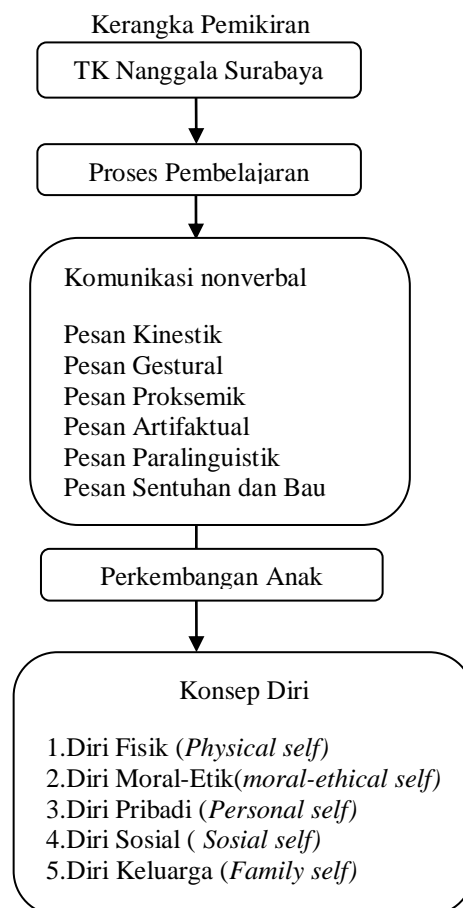 Kerangka Pemikiran
TK Nanggala Surabaya
Proses Pembelajaran
Komunikasi nonverbal
Pesan Kinestik
Pesan Gestural
Pesan Proksemik
Pesan Artifaktual
Pesan Paralinguistik
Pesan Sentuhan dan Bau
Perkembangan Anak
Konsep Diri
1.Diri Fisik (Physical self)
2.Diri Moral-Etik(moral-ethical self)
3.Diri Pribadi (Personal self)
4.Diri Sosial ( Sosial self)
5.Diri Keluarga (Family self)